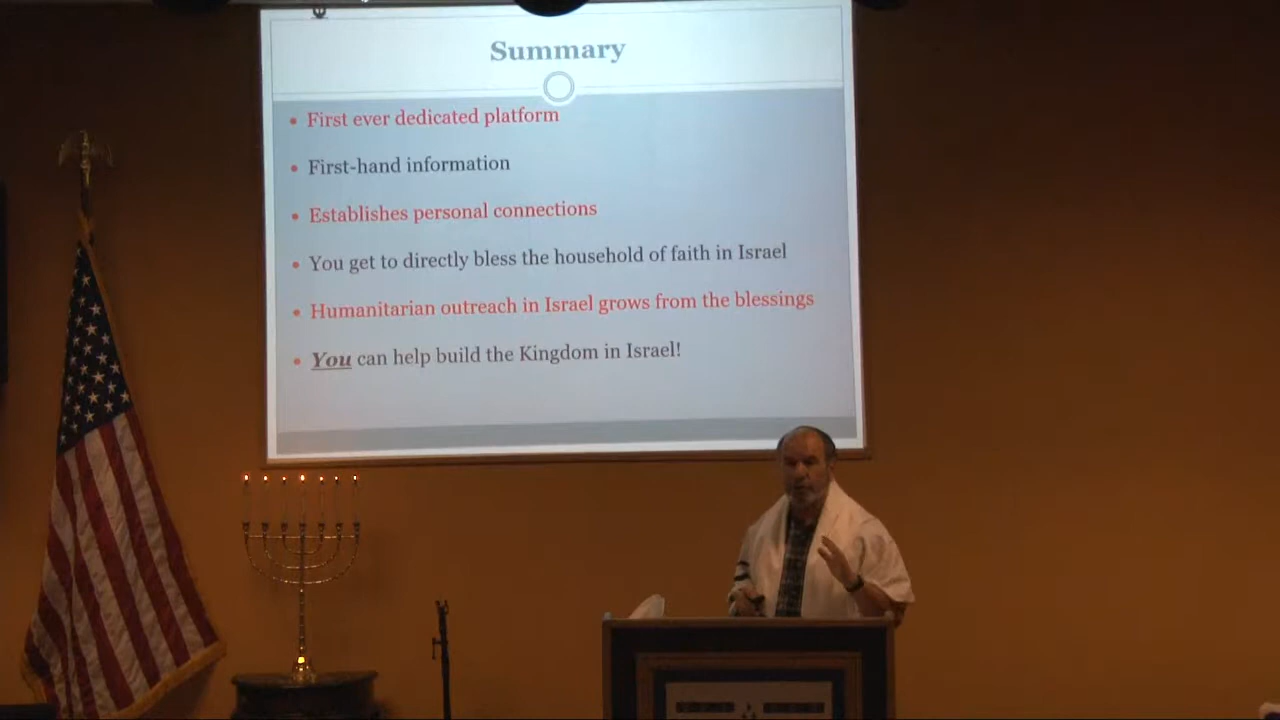 Summary
First ever dedicated platform
First-hand information
Establishes personal connections
You get to directly bless the household of faith in Israel
Humanitarian outreach in Israel grows from the blessings
You can help build the Kingdom in Israel!